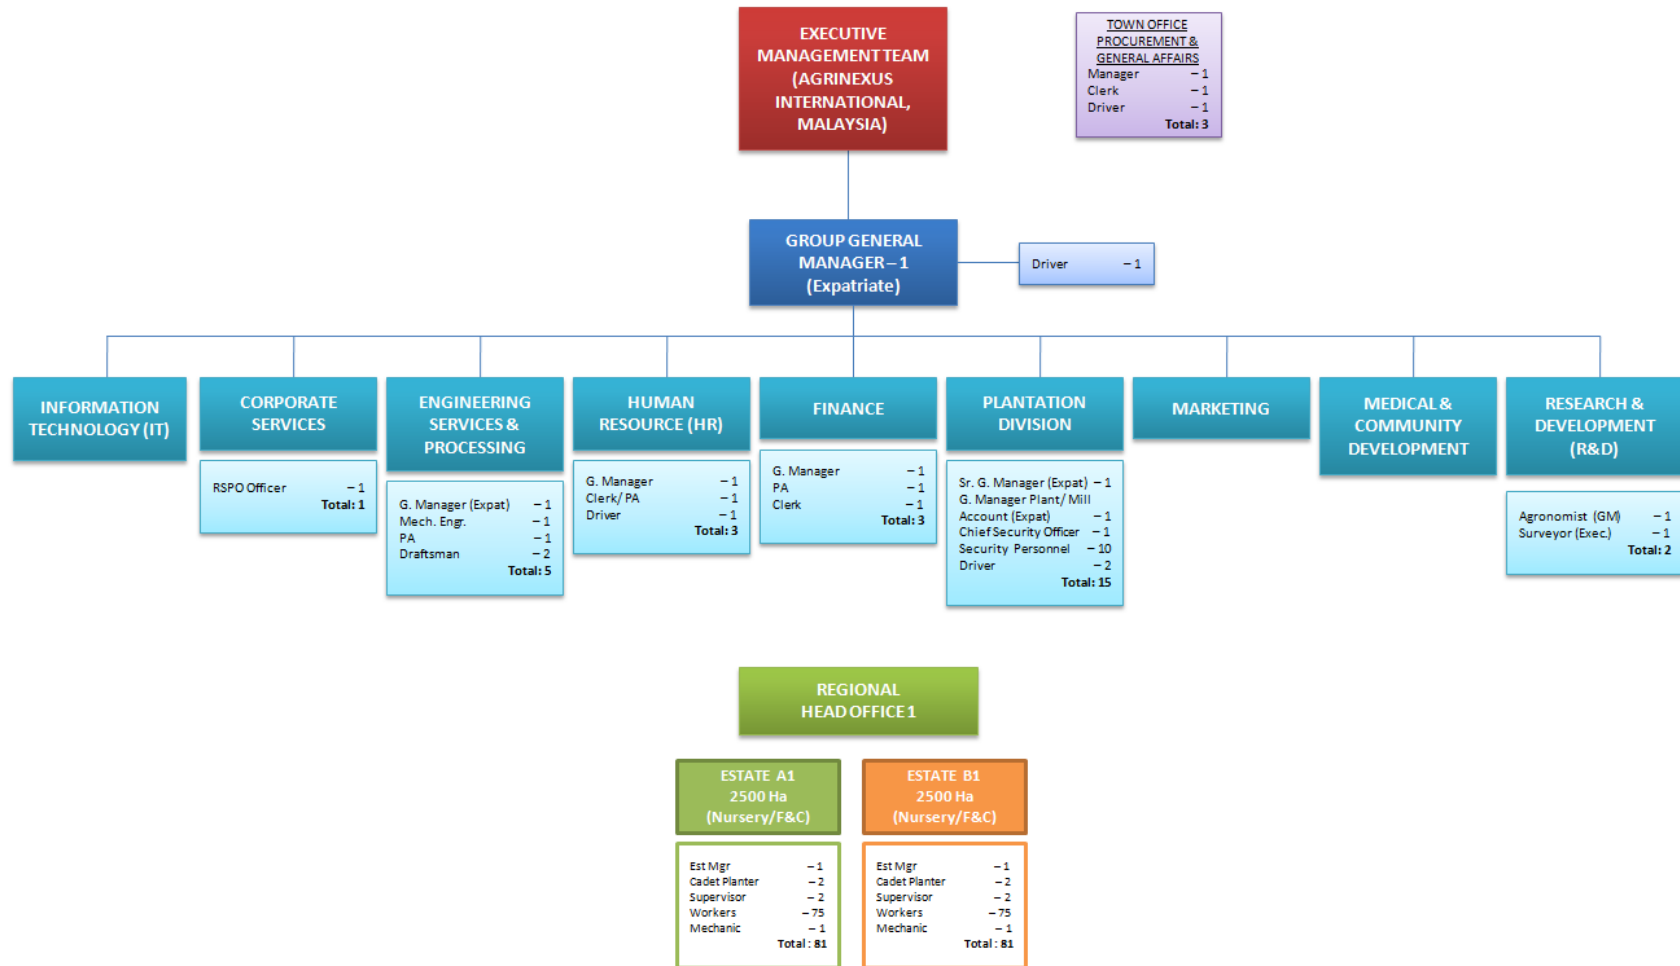 EXECUTIVE
MANAGEMENT TEAM
(AGRINEXUS
INTERNATIONAL,
MALAYSIA)
TOWN OFFICE
PROCUREMENT &
GENERAL AFFAIRS
Manager – 1
Clerk – 1
Driver – 1
Total: 3
GROUP GENERAL
MANAGER – 1
(Expatriate)
Driver – 1
INFORMATION
TECHNOLOGY (IT)
CORPORATE
SERVICES
RSPO Officer – 1
Total: 1
ENGINEERING
SERVICES &
PROCESSING
G. Manager (Expat) – 1
Mech. Engr. – 1
PA – 1
Draftsman – 2
Total: 5
HUMAN
RESOURCE (HR)
G. Manager – 1
Clerk/ PA – 1
Driver – 1
Total: 3
FINANCE
G. Manager – 1
PA – 1
Clerk – 1
Total: 3
PLANTATION
DIVISION
Sr. G. Manager (Expat) – 1
G. Manager Plant/ Mill
Account (Expat) – 1
Chief Security Officer – 1
Security Personnel – 10
Driver – 2
Total: 15
MARKETING
MEDICAL &
COMMUNITY
DEVELOPMENT
RESEARCH &
DEVELOPMENT
(R&D)
Agronomist (GM) – 1
Surveyor (Exec.) – 1
Total: 2
REGIONAL
HEAD OFFICE 1
ESTATE A1
2500 Ha
(Nursery/F&C)
Est Mgr – 1
Cadet Planter – 2
Supervisor – 2
Workers – 75
Mechanic – 1
Total : 81
ESTATE B1
2500 Ha
(Nursery/F&C)
Est Mgr – 1
Cadet Planter – 2
Supervisor – 2
Workers – 75
Mechanic – 1
Total : 81